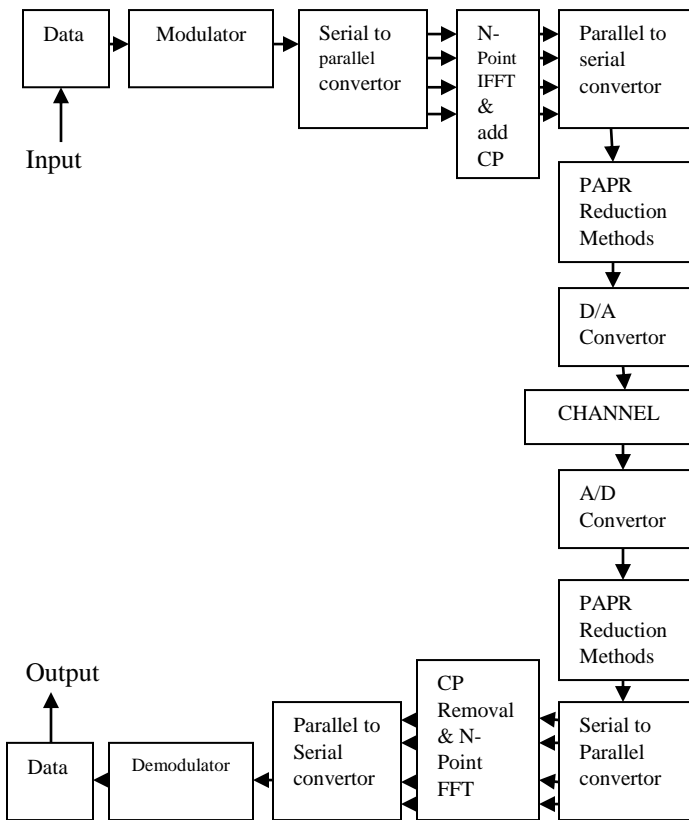 Data
Modulator
Serial to
parallel
convertor
N-
Point
IFFT
&
add
CP
Parallel to
serial
convertor
Input
PAPR
Reduction
Methods
D/A
Convertor
CHANNEL
A/D
Convertor
PAPR
Reduction
Methods
Serial to
Parallel
convertor
CP
Removal
& N-
Point
FFT
Parallel to
Serial
convertor
Demodulator
Data
Output